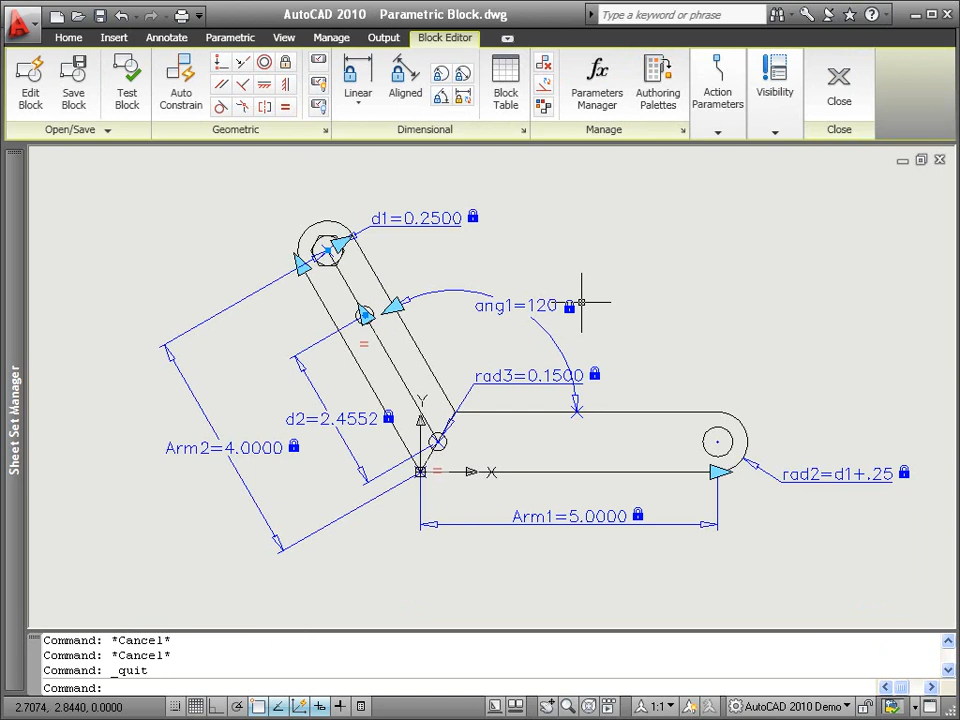 AutoCAD 2010 Parametric Block.dwg
Type a keyword or phrase
Home Insert Annotate Parametric View Manage Output Block Editor
Edit Block
Save Block
Test Block
Auto Constrain
Linear
Aligned
Block Table
fx
Parameters Manager
Authoring Palettes
Action Parameters
Visibility
Close
Open/Save Geometric Dimensional Manage Close
Sheet Set Manager
d1=0.2500
ang1=120
rad3=0.1500
d2=2.4552
Arm2=4.0000
rad2=d1+.25
Arm1=5.0000
Y
X
Command: *Cancel*
Command: *Cancel*
Command: _quit
Command:
2.7074, 2.8440, 0.0000
1:1
AutoCAD Demo